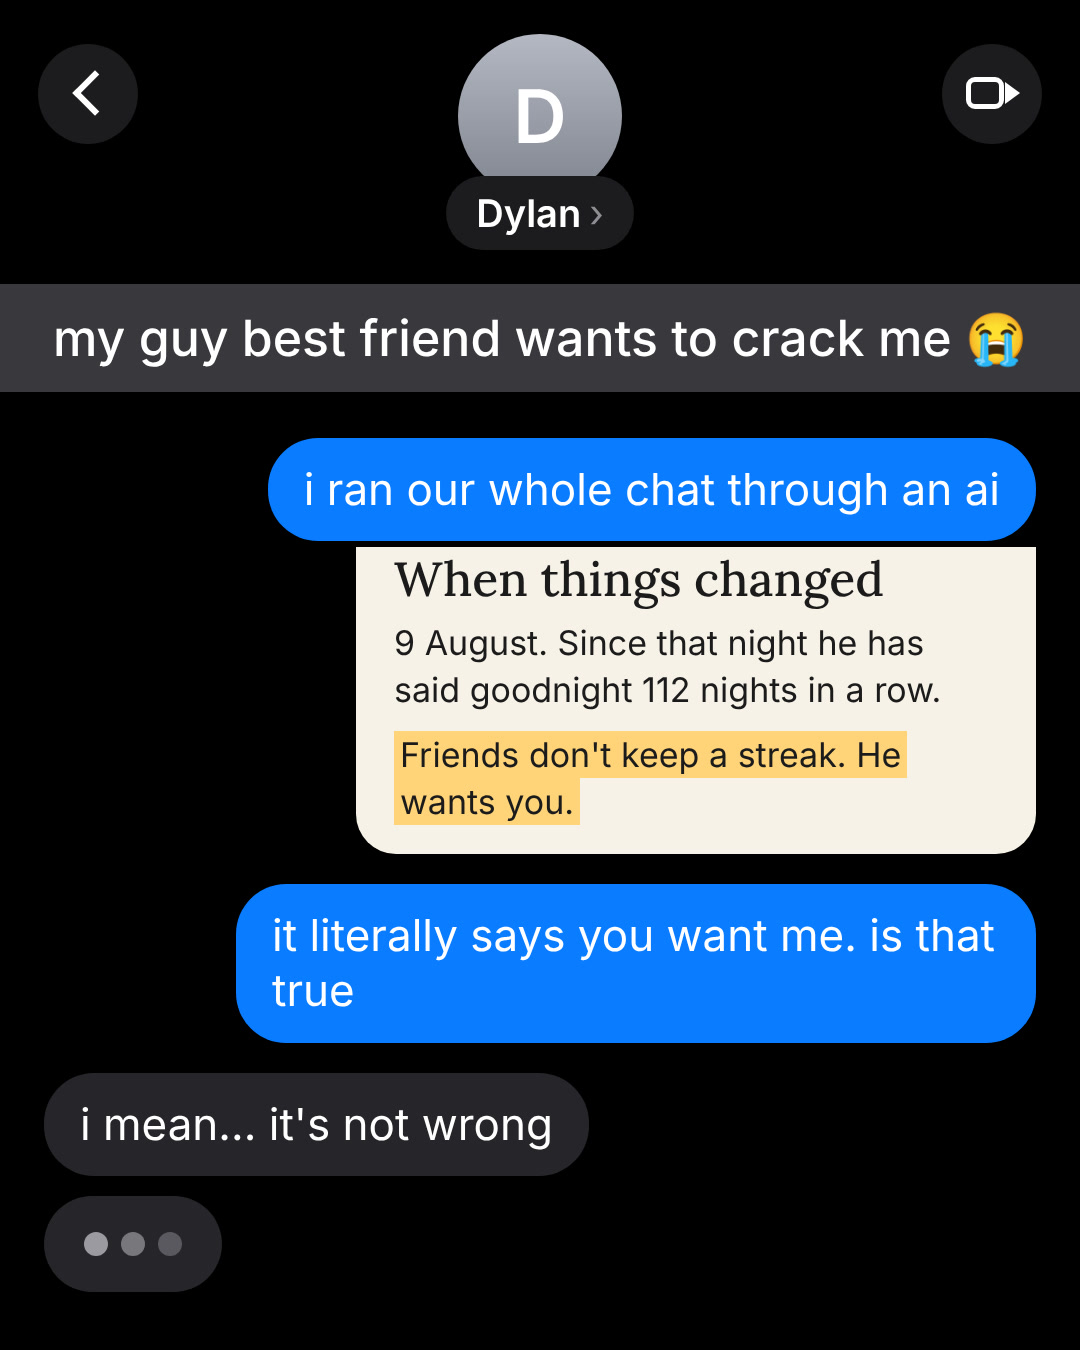 D
Dylan ›
my guy best friend wants to crack me 😭
i ran our whole chat through an ai
When things changed
9 August. Since that night he has
said goodnight 112 nights in a row.
Friends don't keep a streak. He
wants you.
it literally says you want me. is that
true
i mean... it's not wrong